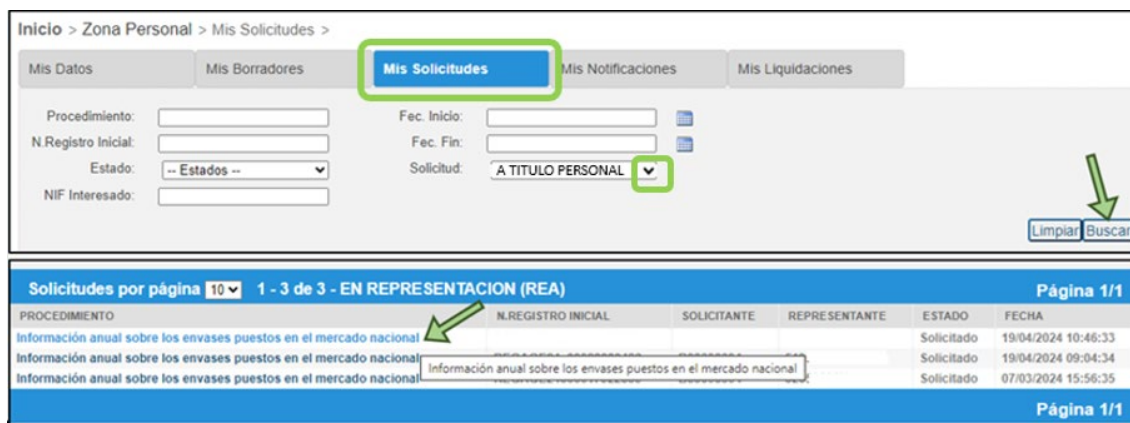 Inicio > Zona Personal > Mis Solicitudes >
Mis Datos Mis Borradores Mis Solicitudes Mis Notificaciones Mis Liquidaciones
Procedimiento: Fec. Inicio:
N.Registro Inicial: Fec. Fin:
Estado: -- Estados -- Solicitud: A TITULO PERSONAL
NIF Interesado:
Limpiar Buscar
Solicitudes por página 10 1 - 3 de 3 - EN REPRESENTACION (REA) Página 1/1
PROCEDIMIENTO N.REGISTRO INICIAL SOLICITANTE REPRESENTANTE ESTADO FECHA
Información anual sobre los envases puestos en el mercado nacional Solicitado 19/04/2024 10:46:33
Información anual sobre los envases puestos en el mercado nacional Solicitado 19/04/2024 09:04:34
Información anual sobre los envases puestos en el mercado nacional
Información anual sobre los envases puestos en el mercado nacional Solicitado 07/03/2024 15:56:35
Página 1/1